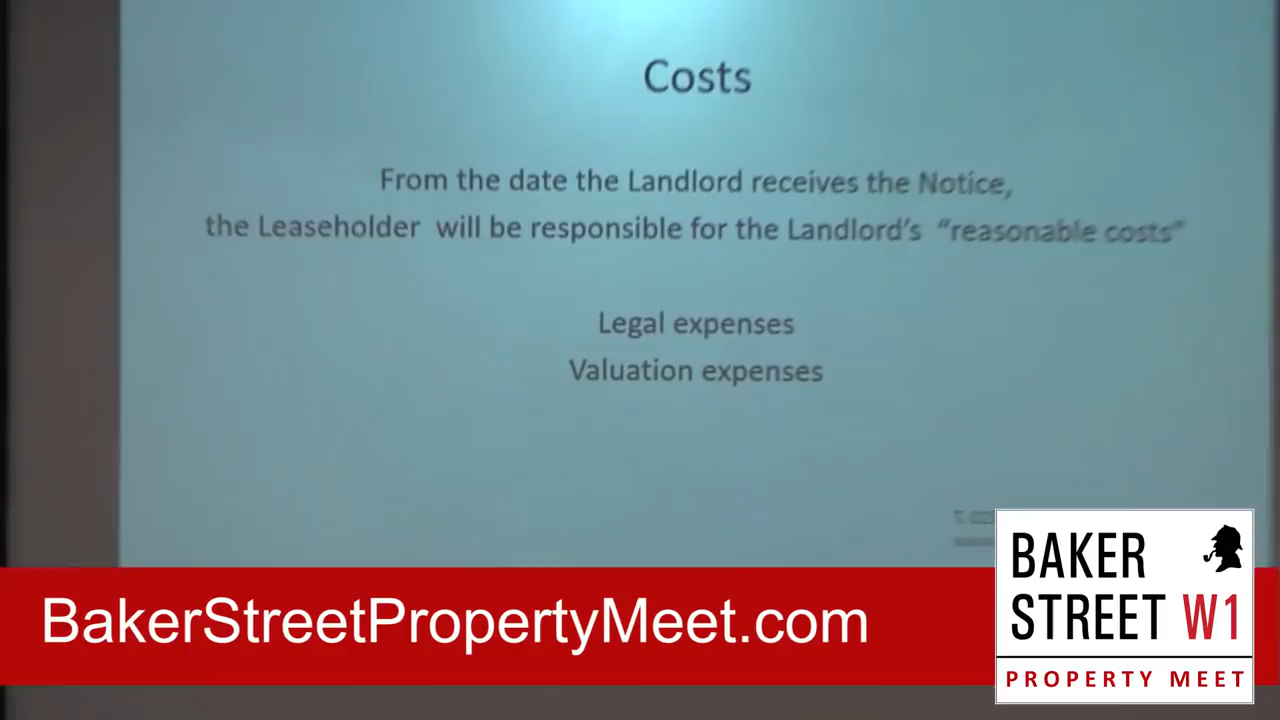 Costs
From the date the Landlord receives the Notice,
the Leaseholder will be responsible for the Landlord's “reasonable costs”
Legal expenses
Valuation expenses
BakerStreetPropertyMeet.com
BAKER
STREET W1
PROPERTY MEET